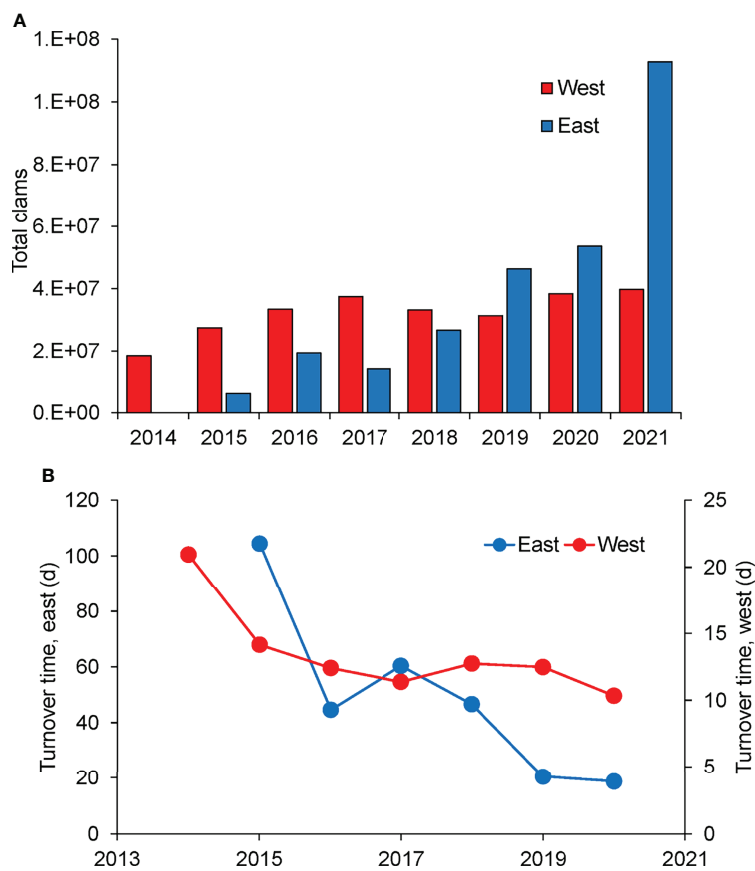 A
1.E+08
1.E+08
8.E+07
6.E+07
4.E+07
2.E+07
0.E+00
Total clams
West
East
2014 2015 2016 2017 2018 2019 2020 2021
B
120
100
80
60
40
20
0
Turnover time, east (d)
East West
25
20
15
10
5
0
Turnover time, west (d)
2013 2015 2017 2019 2021